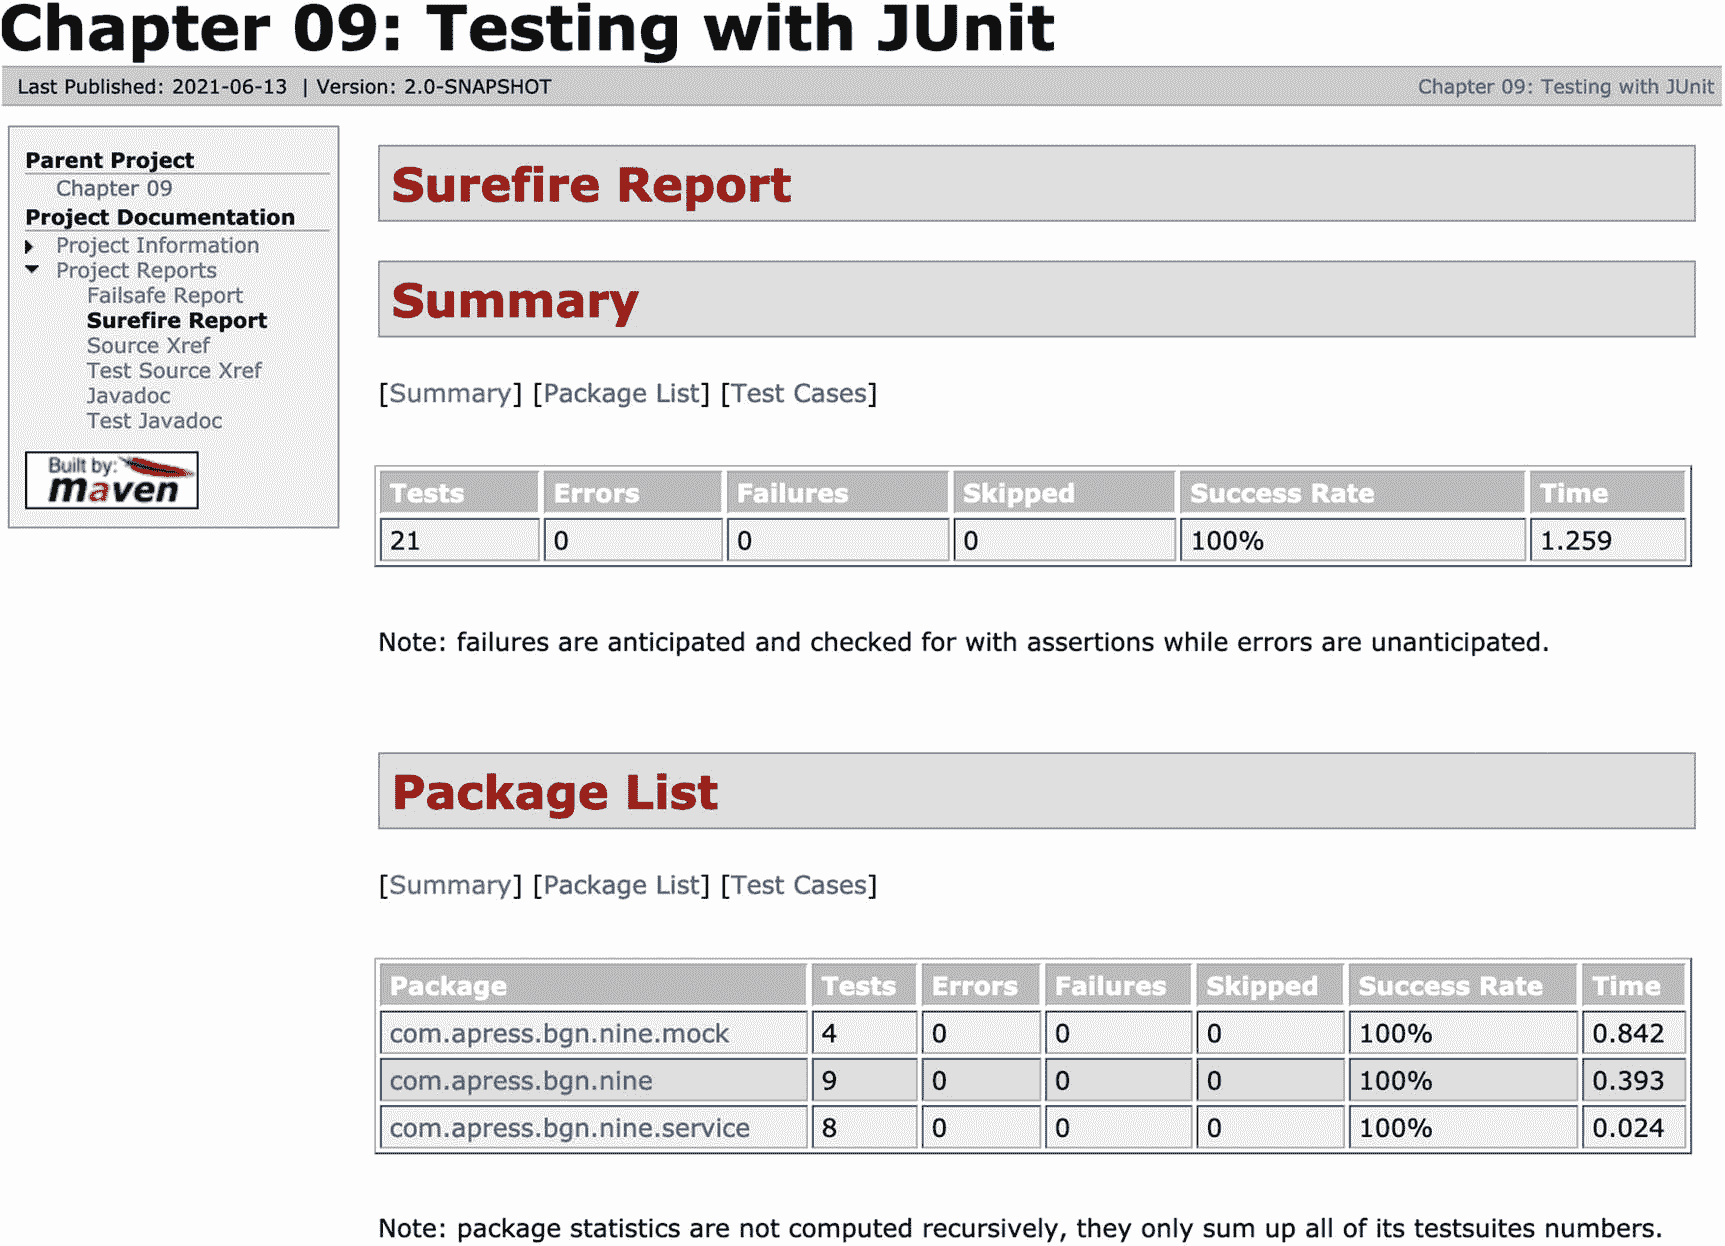 Chapter 09: Testing with JUnit
Last Published: 2021-06-13 | Version: 2.0-SNAPSHOT
Chapter 09: Testing with JUnit
Parent Project
Chapter 09
Project Documentation
Project Information
Project Reports
Failsafe Report
Surefire Report
Source Xref
Test Source Xref
Javadoc
Test Javadoc
Built by:
maven
Surefire Report
Summary
[Summary] [Package List] [Test Cases]
Tests Errors Failures Skipped Success Rate Time
21 0 0 0 100% 1.259
Note: failures are anticipated and checked for with assertions while errors are unanticipated.
Package List
[Summary] [Package List] [Test Cases]
Package Tests Errors Failures Skipped Success Rate Time
com.apress.bgn.nine.mock 4 0 0 0 100% 0.842
com.apress.bgn.nine 9 0 0 0 100% 0.393
com.apress.bgn.nine.service 8 0 0 0 100% 0.024
Note: package statistics are not computed recursively, they only sum up all of its testsuites numbers.